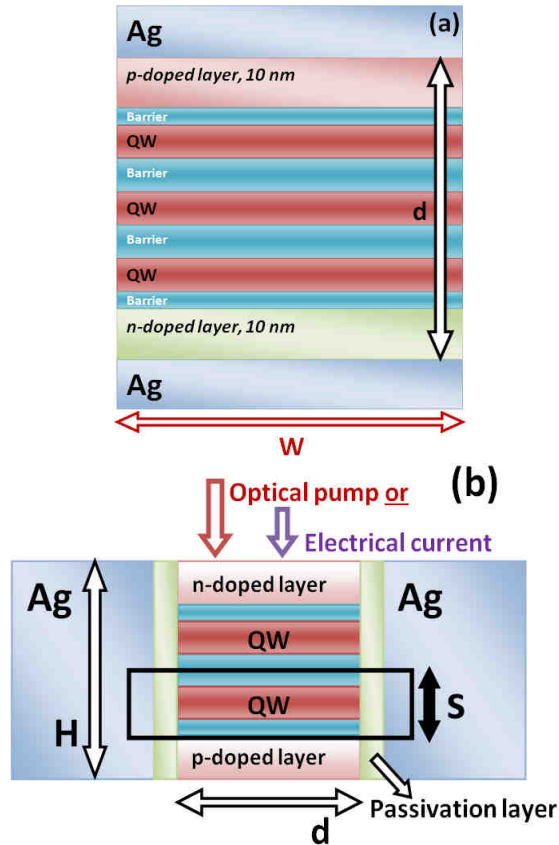 Ag
(a)
p-doped layer, 10 nm
Barrier
QW
Barrier
QW
d
Barrier
QW
Barrier
n-doped layer, 10 nm
Ag
W
(b)
Optical pump or
Electrical current
Ag
n-doped layer
Ag
QW
QW
S
H
p-doped layer
d
Passivation layer